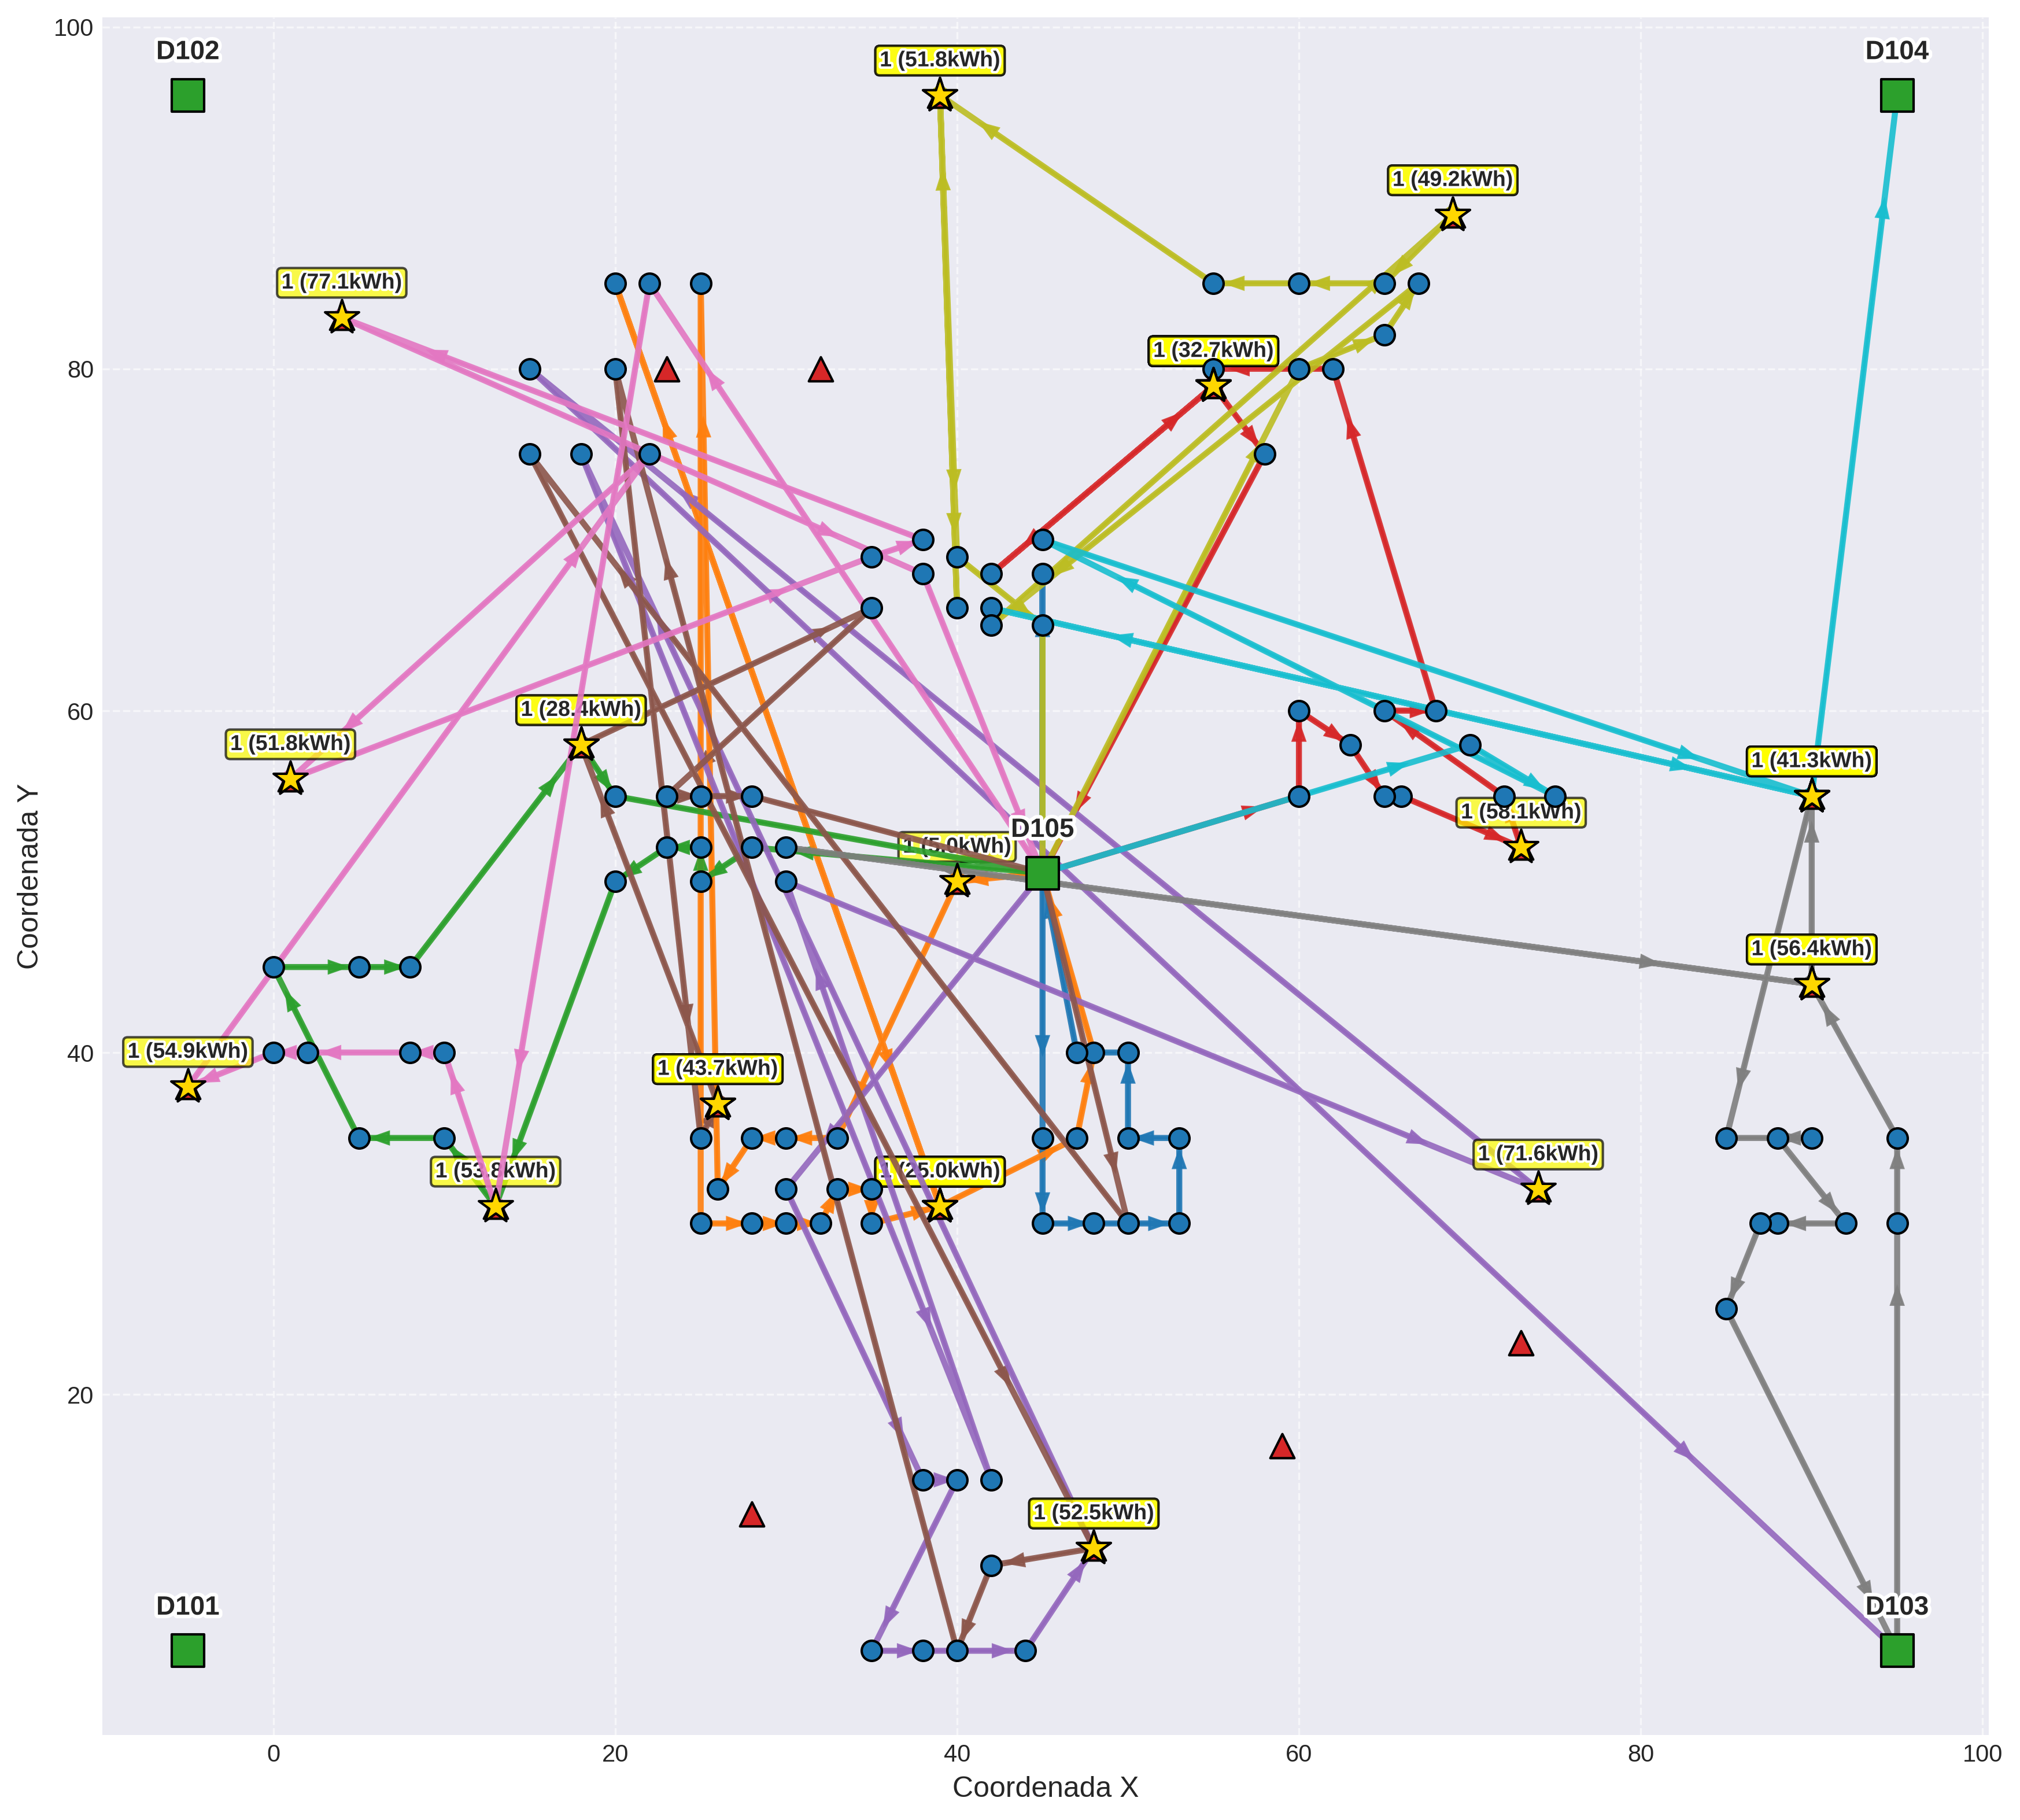 100
D102
1 (51.8kWh)
D104
1 (49.2kWh)
1 (77.1kWh)
1 (32.7kWh)
80
1 (28.4kWh)
60
1 (51.8kWh)
1 (41.3kWh)
1 (58.1kWh)
D105
1 (5.0kWh)
Coordenada Y
1 (56.4kWh)
40
1 (54.9kWh)
1 (43.7kWh)
1 (71.6kWh)
1 (53.8kWh)
1 (25.0kWh)
20
1 (52.5kWh)
D101
D103
0
20
40
60
80
100
Coordenada X